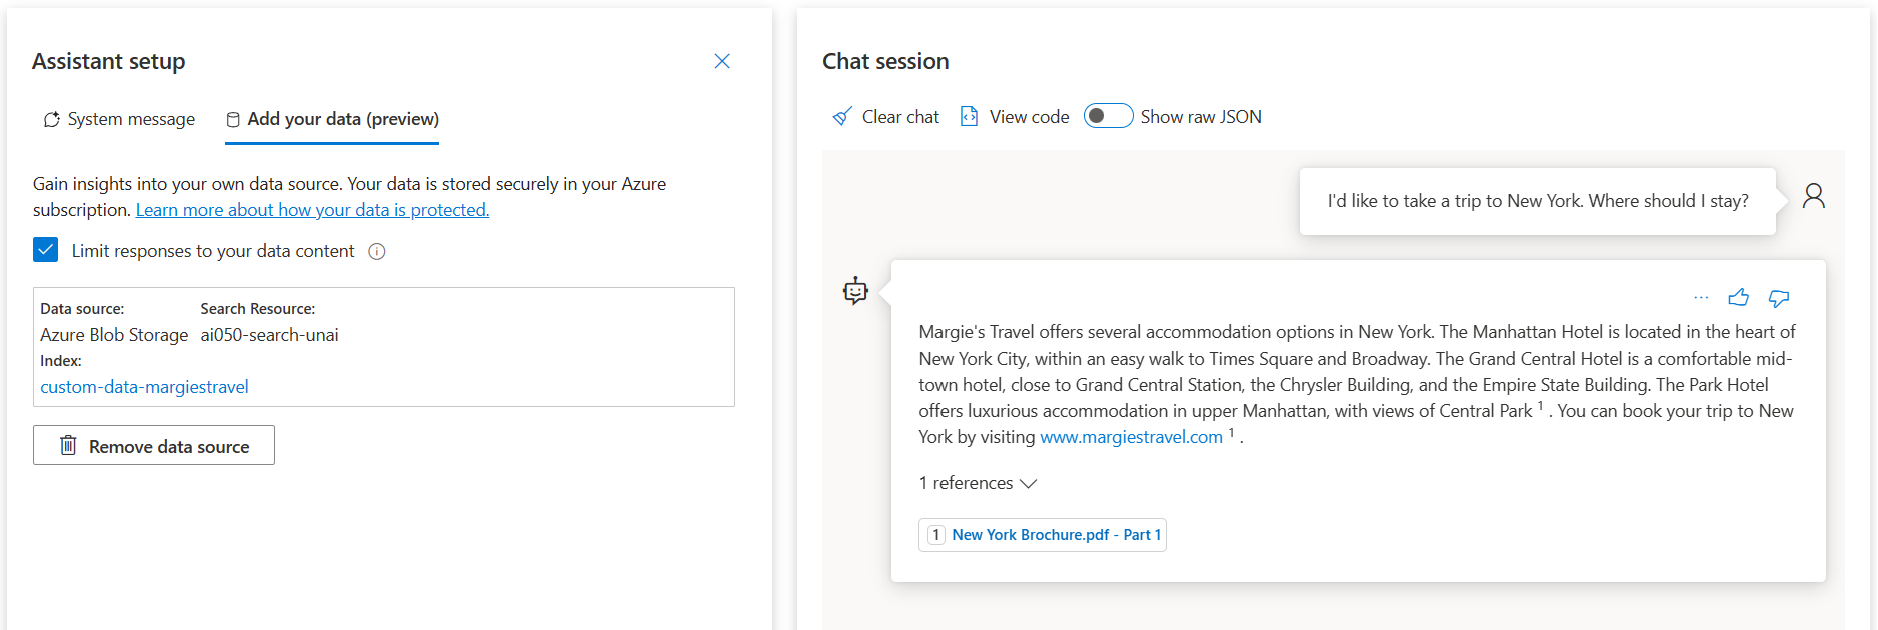 Assistant setup
System message
Add your data (preview)
Gain insights into your own data source. Your data is stored securely in your Azure
subscription. Learn more about how your data is protected.
Limit responses to your data content
Data source:
Search Resource:
Azure Blob Storage
ai050-search-unai
Index:
custom-data-margiestravel
Remove data source
Chat session
Clear chat
View code
Show raw JSON
I'd like to take a trip to New York. Where should I stay?
Margie's Travel offers several accommodation options in New York. The Manhattan Hotel is located in the heart of
New York City, within an easy walk to Times Square and Broadway. The Grand Central Hotel is a comfortable mid-
town hotel, close to Grand Central Station, the Chrysler Building, and the Empire State Building. The Park Hotel
offers luxurious accommodation in upper Manhattan, with views of Central Park 1 . You can book your trip to New
York by visiting www.margiestravel.com 1 .
1 references
1 New York Brochure.pdf - Part 1